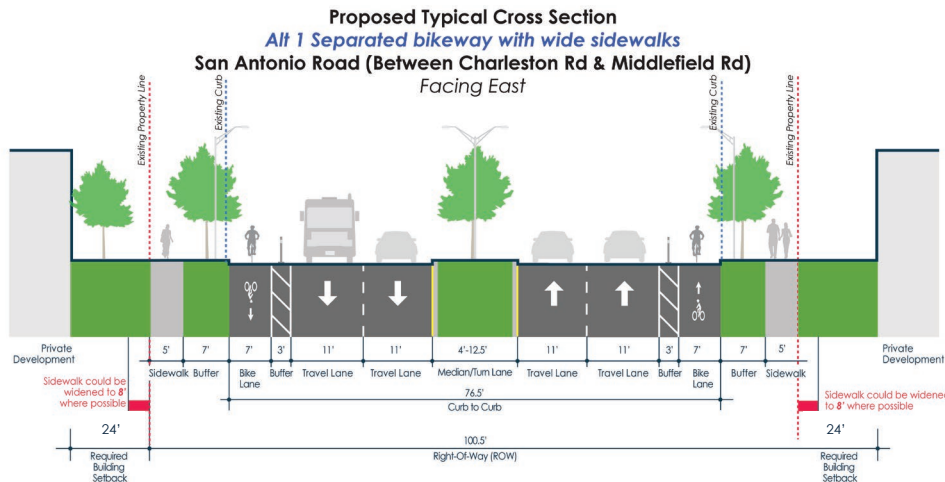 Proposed Typical Cross Section
Alt 1 Separated bikeway with wide sidewalks
San Antonio Road (Between Charleston Rd & Middlefield Rd)
Facing East
Existing Property Line
Existing Curb
Existing Curb
Existing Property Line
Private
Development
5'
7'
7'
3'
11'
11'
4'-12.5'
11'
11'
3'
7'
7'
5'
Private
Development
Sidewalk
Buffer
Bike
Lane
Buffer
Travel Lane
Travel Lane
Median/Turn Lane
Travel Lane
Travel Lane
Buffer
Bike
Lane
Buffer
Sidewalk
Sidewalk could be
widened to 8'
where possible
76.5'
Curb to Curb
Sidewalk could be widened
to 8' where possible
24'
100.5'
24'
Required
Building
Setback
Right-Of-Way (ROW)
Required
Building
Setback